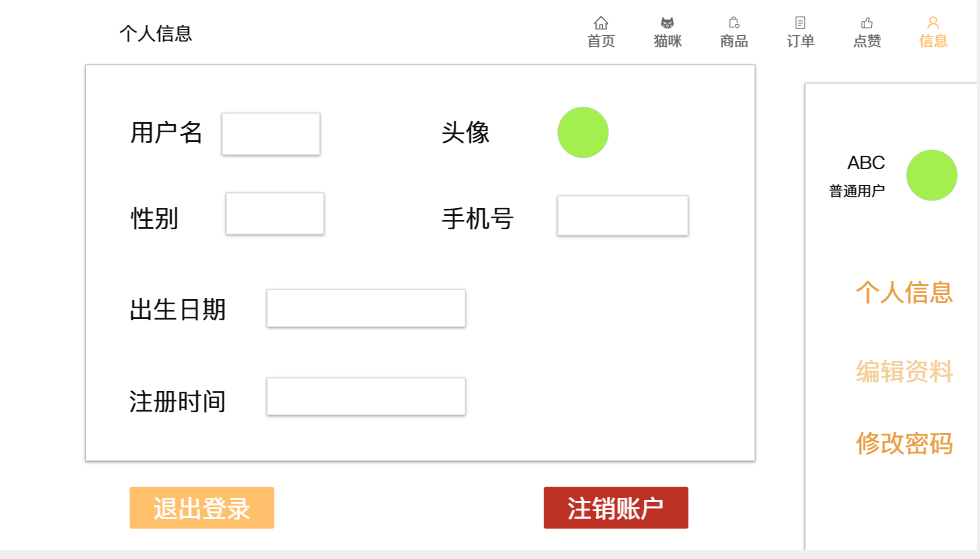 个人信息
首页 猫咪 商品 订单 点赞 信息
用户名 头像
性别 手机号
出生日期
注册时间
退出登录 注销账户
ABC
普通用户
个人信息
编辑资料
修改密码